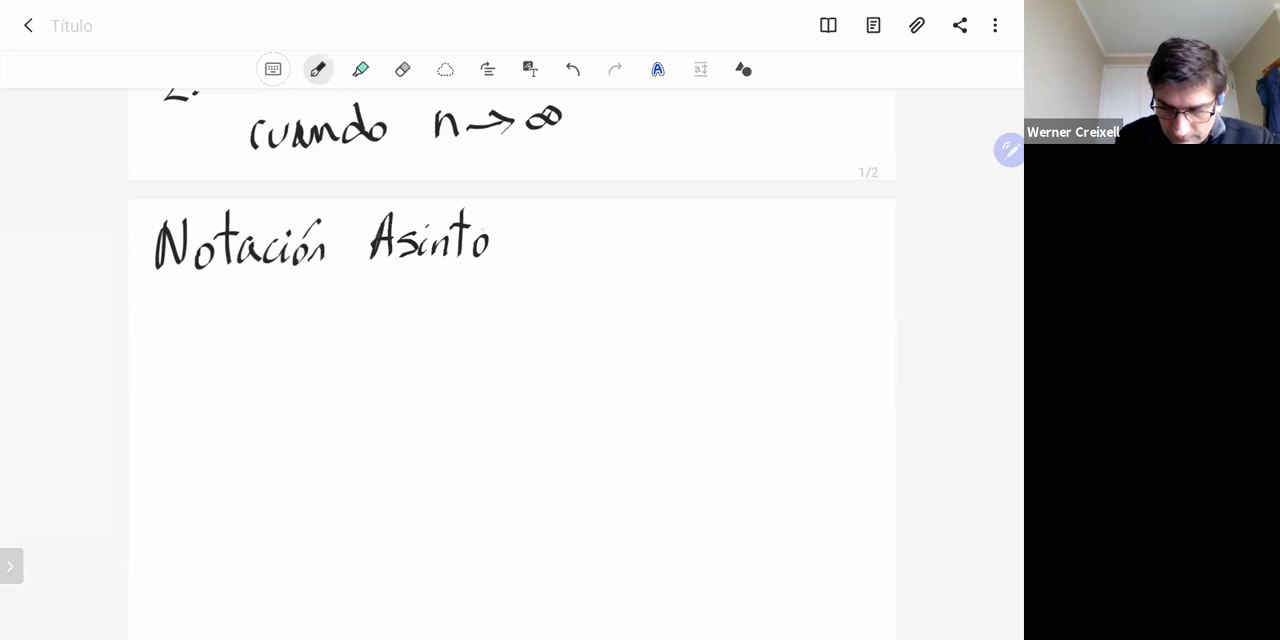 Título
cuando n→∞
1/2
Notación Asinto
Werner Creixell